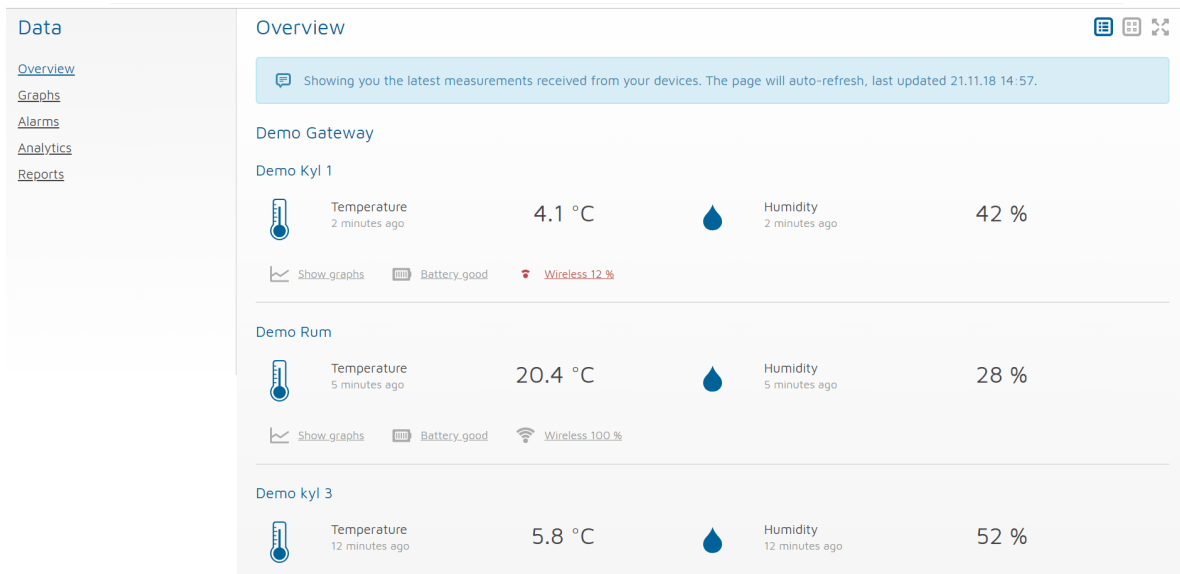 Data
Overview
Graphs
Alarms
Analytics
Reports
Overview
Showing you the latest measurements received from your devices. The page will auto-refresh, last updated 21.11.18 14:57.
Demo Gateway
Demo Kyl 1
Temperature
2 minutes ago
4.1 °C
Humidity
2 minutes ago
42 %
Show graphs
Battery good
Wireless 12 %
Demo Rum
Temperature
5 minutes ago
20.4 °C
Humidity
5 minutes ago
28 %
Show graphs
Battery good
Wireless 100 %
Demo kyl 3
Temperature
12 minutes ago
5.8 °C
Humidity
12 minutes ago
52 %